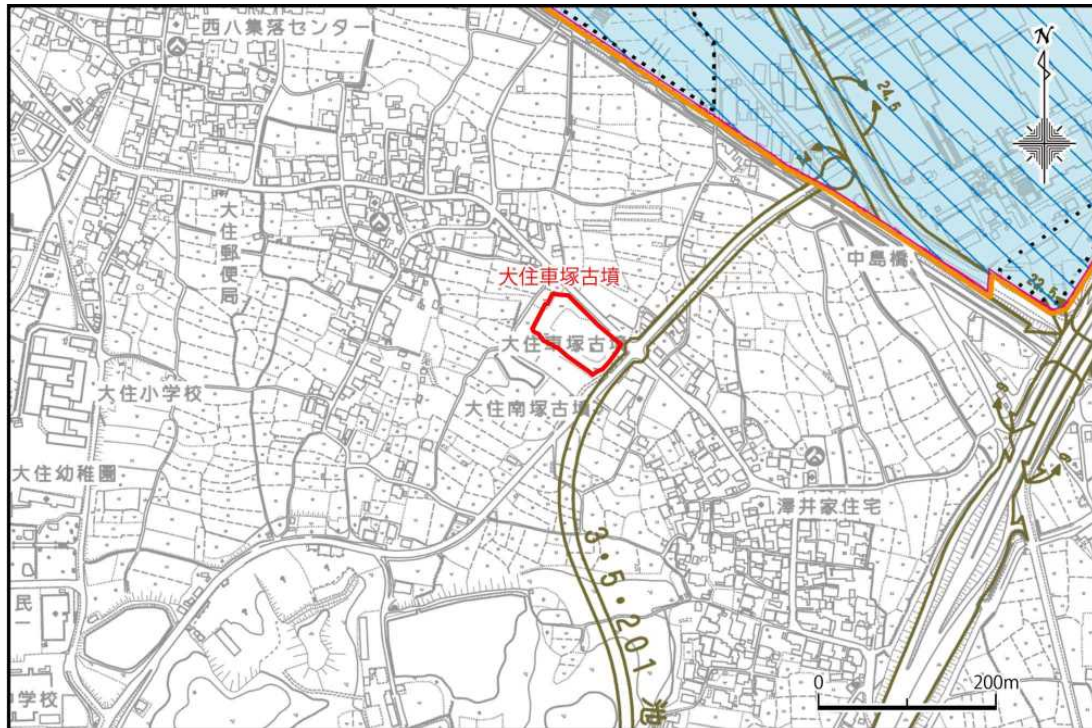 西八集落センター
N
24.5
14
大住郵便局
中島橋
大住車塚古墳
大住車塚古墳
大住小学校
大住南塚古墳
大住幼稚園
澤井家住宅
3・5・201
池
民
学校
0
200m